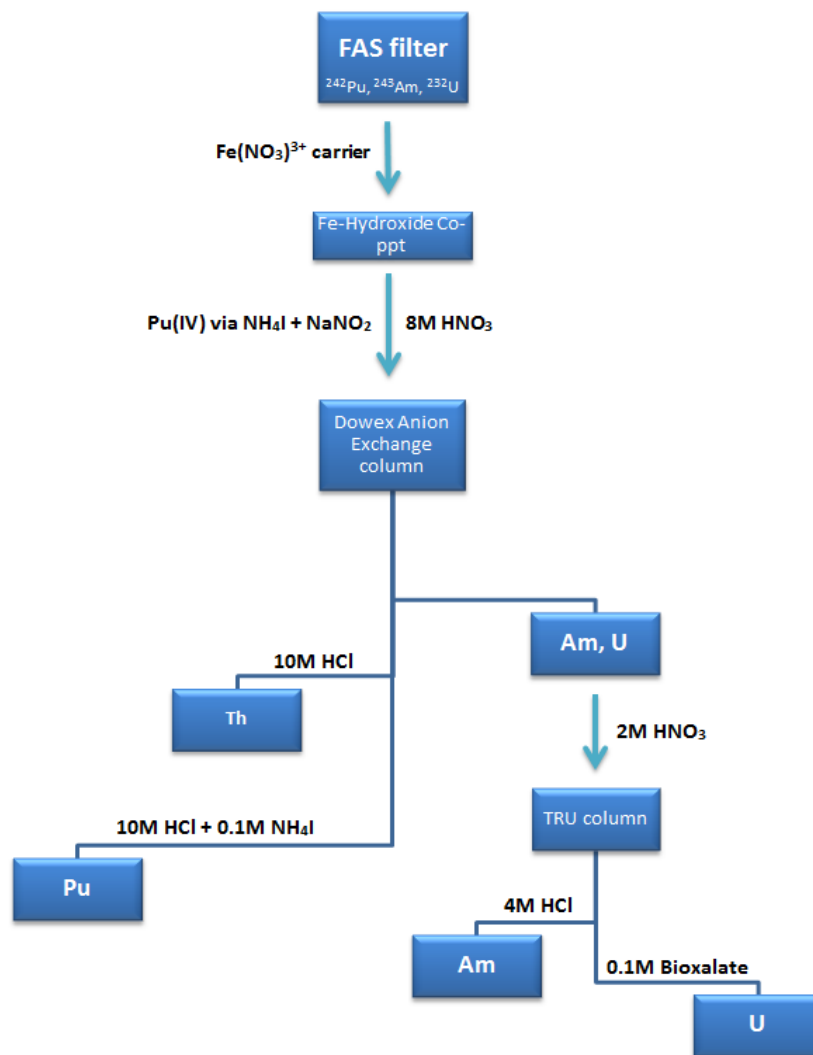 FAS filter
²⁴²Pu, ²⁴³Am, ²³²U
Fe(NO₃)³⁺ carrier
Fe-Hydroxide Co-
ppt
Pu(IV) via NH₄I + NaNO₂
8M HNO₃
Dowex Anion
Exchange
column
Am, U
10M HCl
Th
2M HNO₃
TRU column
10M HCl + 0.1M NH₄I
Pu
4M HCl
Am
0.1M Bioxalate
U